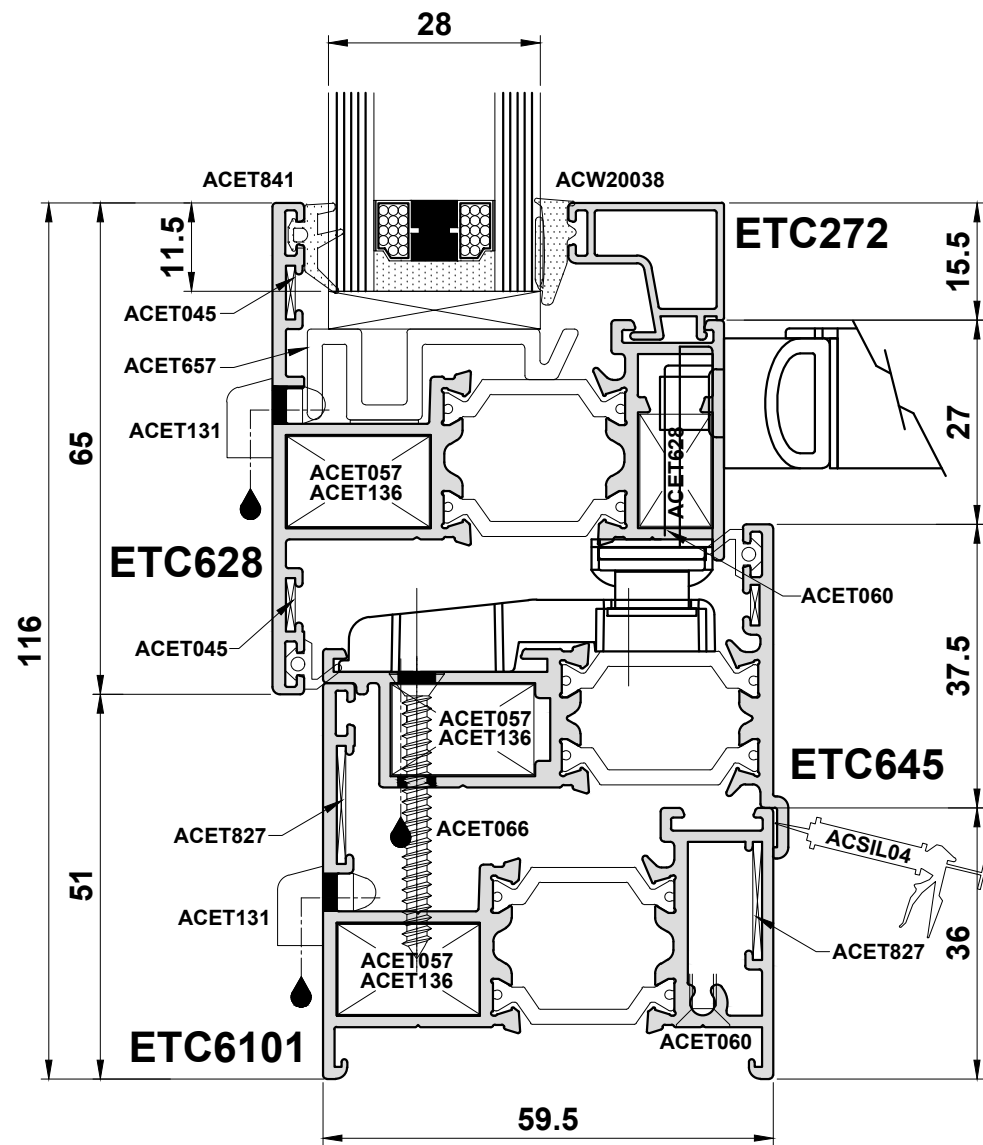 28
ACET841
ACW20038
ETC272
11.5
15.5
ACET045
ACET657
ACET131
ACET057
ACET136
ACET628
27
65
ETC628
116
ACET060
ACET045
37.5
ACET057
ACET136
ETC645
ACET827
ACET066
ACSIL04
51
ACET131
ACET827
36
ACET057
ACET136
ETC6101
ACET060
59.5